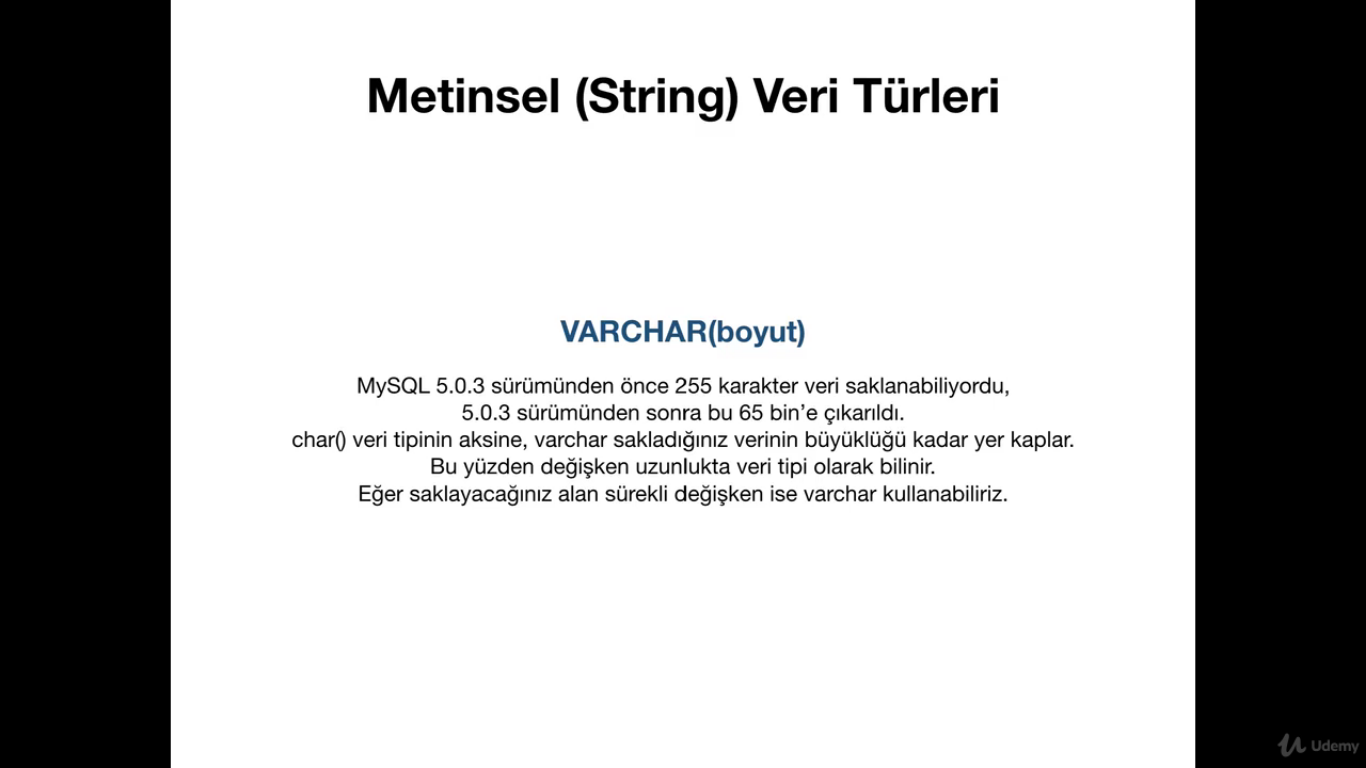 Metinsel (String) Veri Türleri
VARCHAR(boyut)
MySQL 5.0.3 sürümünden önce 255 karakter veri saklanabiliyordu,
5.0.3 sürümünden sonra bu 65 bin’e çıkarıldı.
char() veri tipinin aksine, varchar sakladığınız verinin büyüklüğü kadar yer kaplar.
Bu yüzden değişken uzunlukta veri tipi olarak bilinir.
Eğer saklayacağınız alan sürekli değişken ise varchar kullanabiliriz.
Udemy